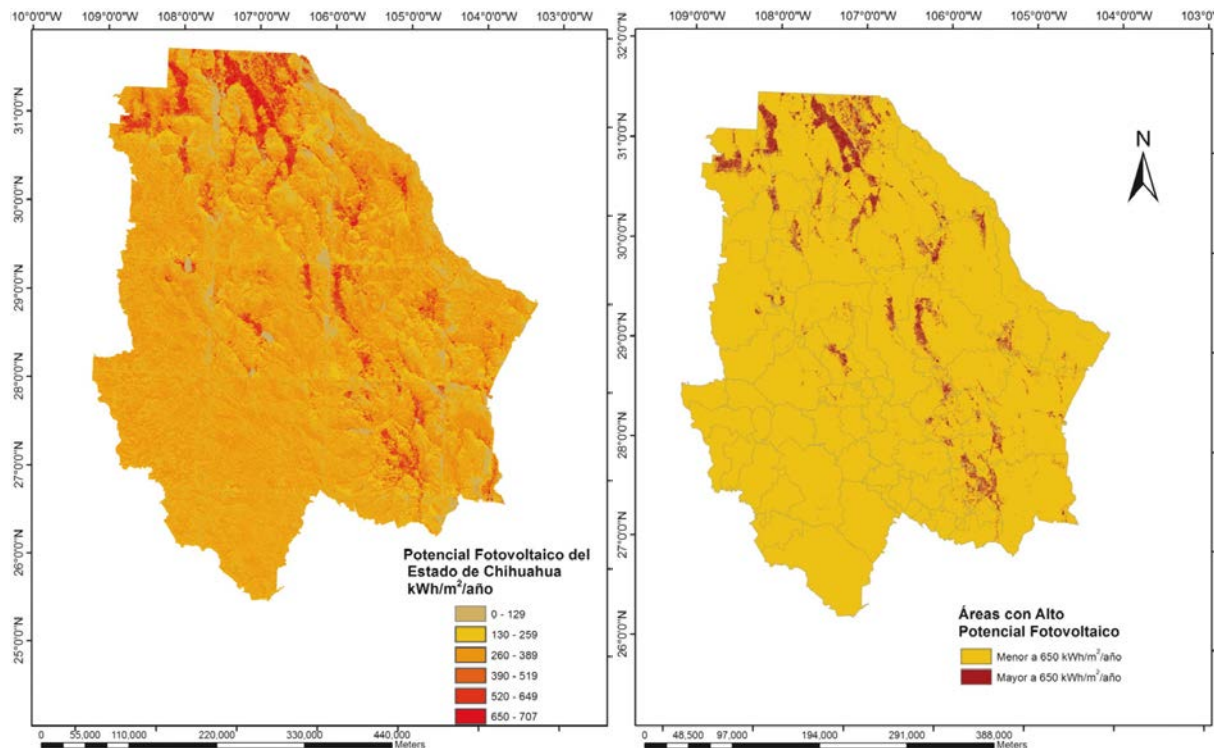 10°0'0"W 109°0'0"W 108°0'0"W 107°0'0"W 106°0'0"W 105°0'0"W 104°0'0"W 103°0'0"W
31°0'0"N
30°0'0"N
29°0'0"N
28°0'0"N
27°0'0"N
26°0'0"N
25°0'0"N
Potencial Fotovoltaico del
Estado de Chihuahua
kWh/m²/año
0 - 129
130 - 259
260 - 389
390 - 519
520 - 649
650 - 707
0 55,000 110,000 220,000 330,000 440,000
Meters
109°0'0"W 108°0'0"W 107°0'0"W 106°0'0"W 105°0'0"W 104°0'0"W 103°0'0"W
32°0'0"N
31°0'0"N
30°0'0"N
29°0'0"N
28°0'0"N
27°0'0"N
26°0'0"N
N
Áreas con Alto
Potencial Fotovoltaico
Menor a 650 kWh/m²/año
Mayor a 650 kWh/m²/año
0 48,500 97,000 194,000 291,000 388,000
Meters